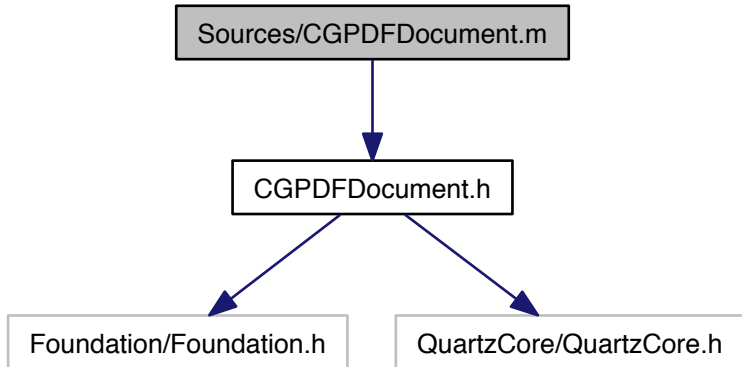 Sources/CGPDFDocument.m
CGPDFDocument.h
Foundation/Foundation.h
QuartzCore/QuartzCore.h